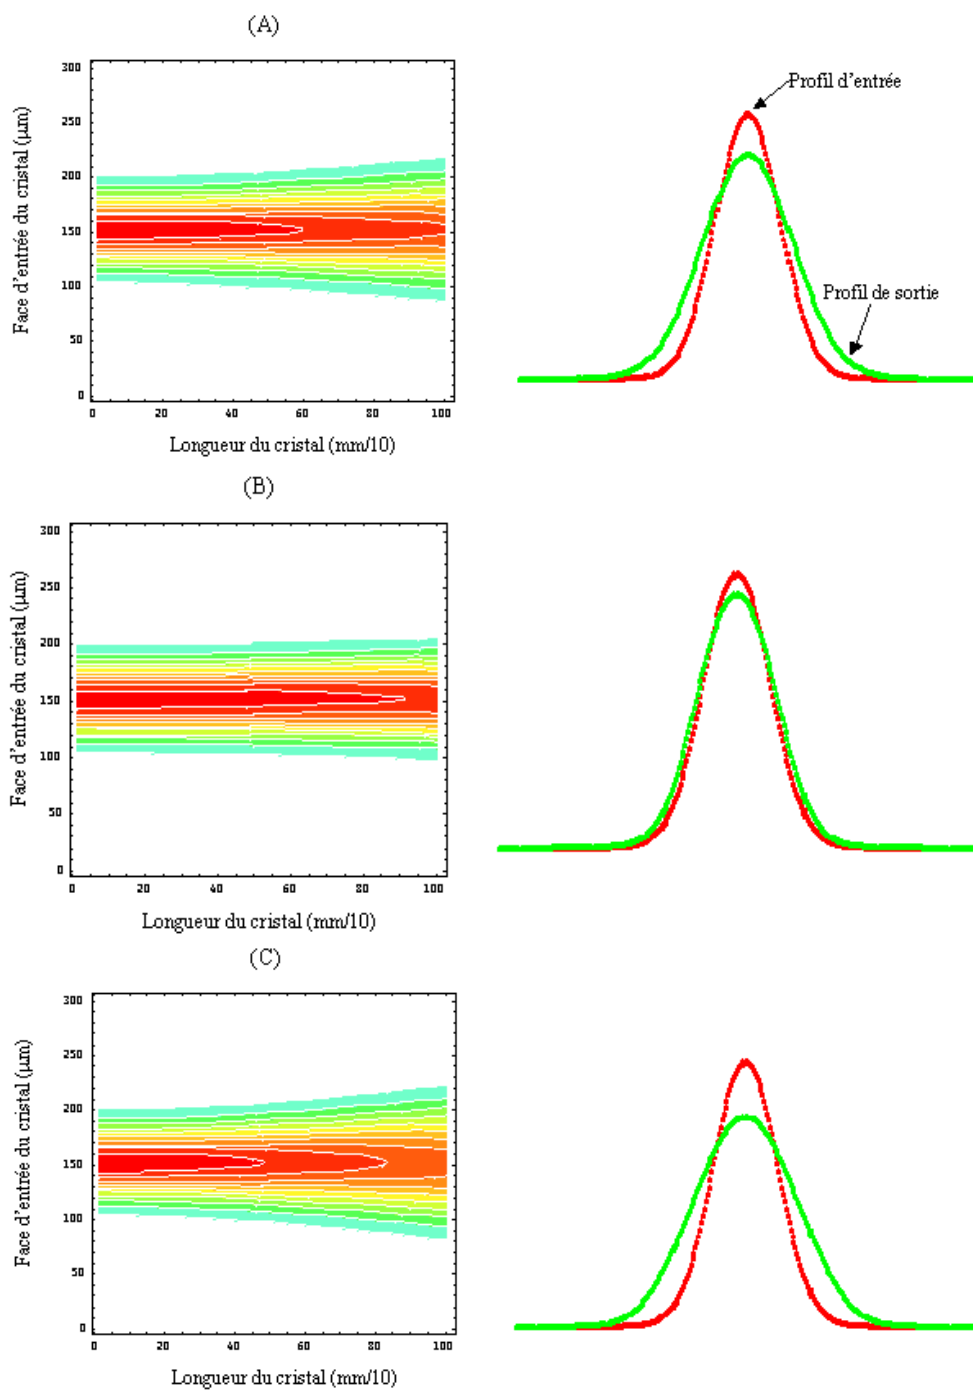 (A)
300
250
200
150
100
50
0
0 20 40 60 80 100
Face d'entrée du cristal (µm)
Longueur du cristal (mm/10)
Profil d'entrée
Profil de sortie
(B)
300
250
200
150
100
50
0
0 20 40 60 80 100
Face d'entrée du cristal (µm)
Longueur du cristal (mm/10)
(C)
300
250
200
150
100
50
0
0 20 40 60 80 100
Face d'entrée du cristal (µm)
Longueur du cristal (mm/10)